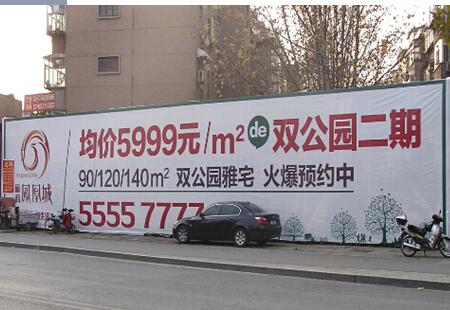 均价5999元/m² de 双公园二期
90/120/140m² 双公园雅宅 火爆预约中
5555 7777
凤凰城